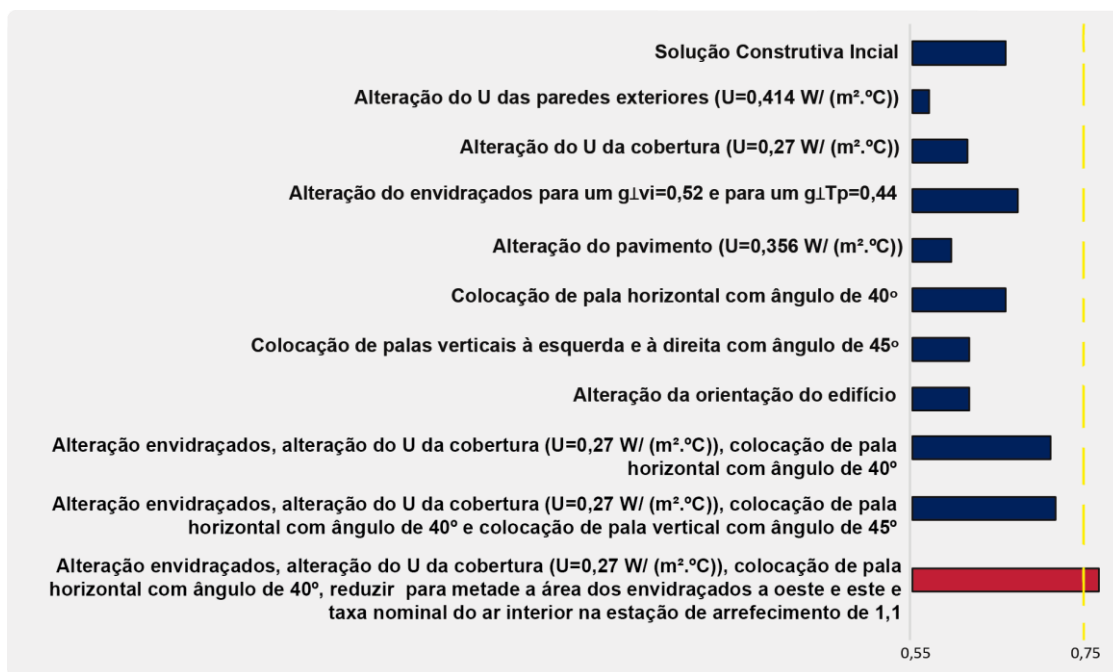 Solução Construtiva Incial
Alteração do U das paredes exteriores (U=0,414 W/ (m².ºC))
Alteração do U da cobertura (U=0,27 W/ (m².ºC))
Alteração do envidraçados para um g⊥vi=0,52 e para um g⊥Tp=0,44
Alteração do pavimento (U=0,356 W/ (m².ºC))
Colocação de pala horizontal com ângulo de 40º
Colocação de palas verticais à esquerda e à direita com ângulo de 45º
Alteração da orientação do edifício
Alteração envidraçados, alteração do U da cobertura (U=0,27 W/ (m².ºC)), colocação de pala
horizontal com ângulo de 40º
Alteração envidraçados, alteração do U da cobertura (U=0,27 W/ (m².ºC)), colocação de pala
horizontal com ângulo de 40º e colocação de pala vertical com ângulo de 45º
Alteração envidraçados, alteração do U da cobertura (U=0,27 W/ (m².ºC)), colocação de pala
horizontal com ângulo de 40º, reduzir para metade a área dos envidraçados a oeste e este e
taxa nominal do ar interior na estação de arrefecimento de 1,1
0,55 0,75